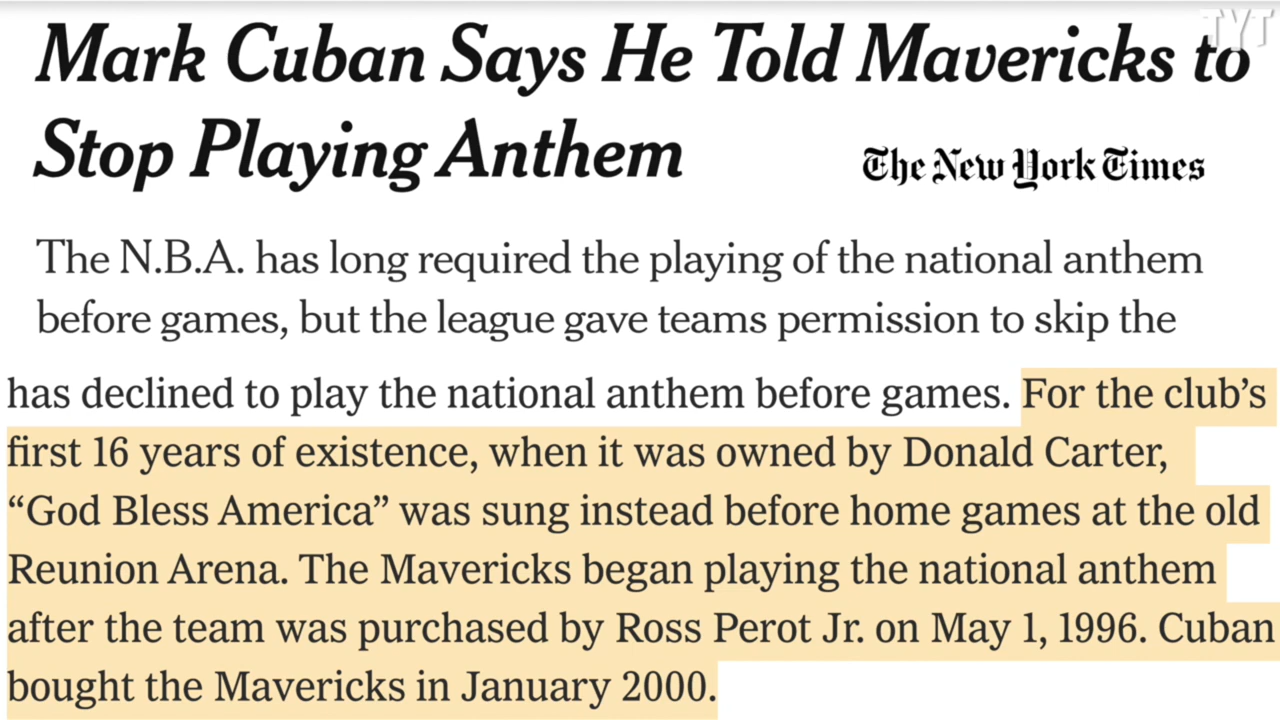 TYT
Mark Cuban Says He Told Mavericks to
Stop Playing Anthem
The New York Times
The N.B.A. has long required the playing of the national anthem
before games, but the league gave teams permission to skip the
has declined to play the national anthem before games. For the club’s
first 16 years of existence, when it was owned by Donald Carter,
“God Bless America” was sung instead before home games at the old
Reunion Arena. The Mavericks began playing the national anthem
after the team was purchased by Ross Perot Jr. on May 1, 1996. Cuban
bought the Mavericks in January 2000.